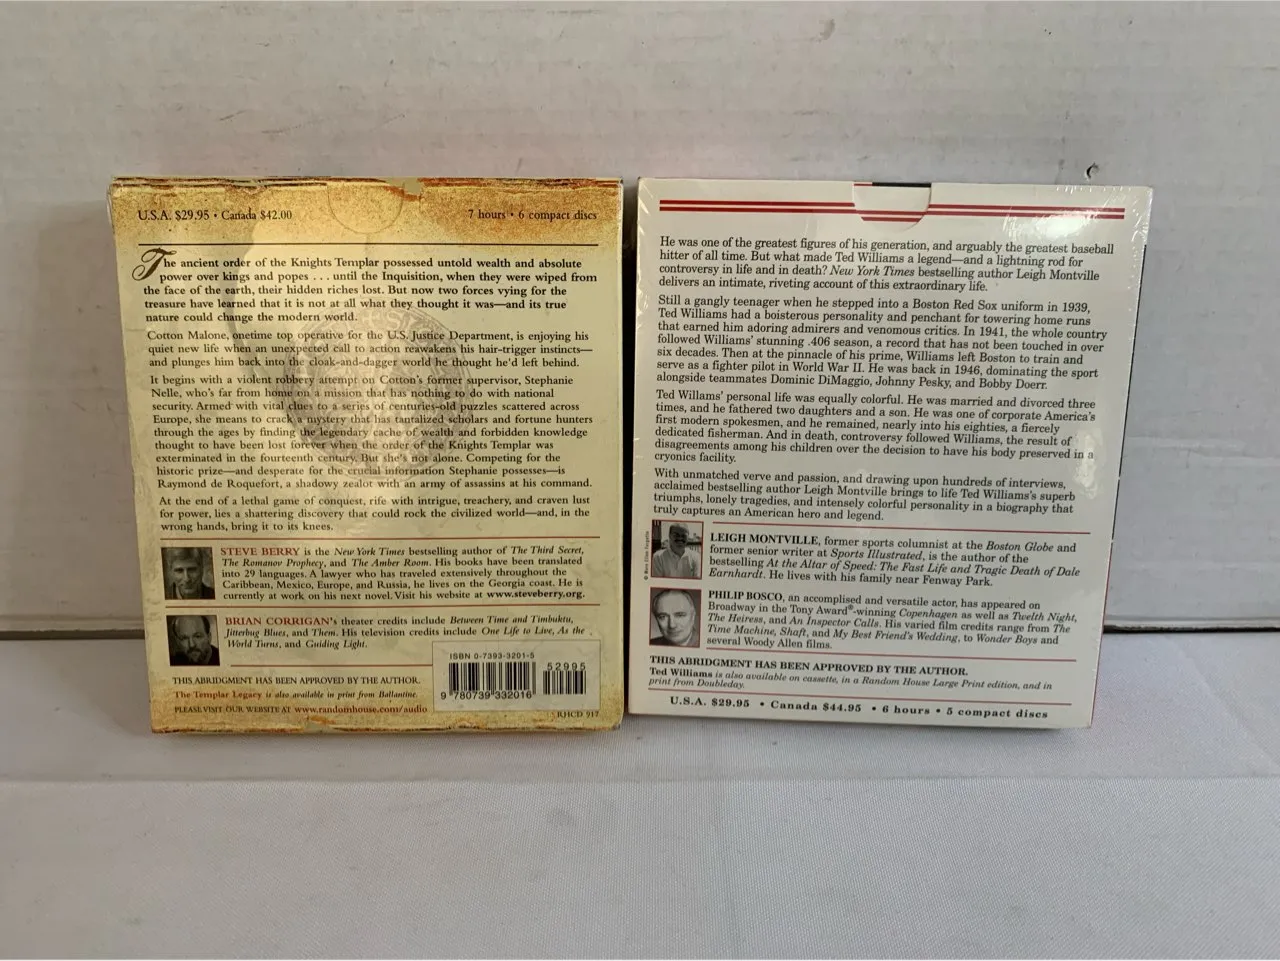 U.S.A. $29.95 • Canada $42.00
7 hours • 6 compact discs
The ancient order of the Knights Templar possessed untold wealth and absolute
power over kings and popes . . . until the Inquisition, when they were wiped from
the face of the earth, their hidden riches lost. But now two forces vying for the
treasure have learned that it is not at all what they thought it was—and its true
nature could change the modern world.
Cotton Malone, onetime top operative for the U.S. Justice Department, is enjoying his
quiet new life when an unexpected call to action reawakens his hair-trigger instincts—
and plunges him back into the cloak-and-dagger world he thought he'd left behind.
It begins with a violent robbery attempt on Cotton's former supervisor, Stephanie
Nelle, who's far from home on a mission that has nothing to do with national
security. Armed with vital clues to a series of centuries-old puzzles scattered across
Europe, she means to crack a mystery that has tantalized scholars and fortune hunters
through the ages by finding the legendary cache of wealth and forbidden knowledge
thought to have been lost forever when the order of the Knights Templar was
exterminated in the fourteenth century. But she's not alone. Competing for the
historic prize—and desperate for the crucial information Stephanie possesses—is
Raymond de Roquefort, a shadowy zealot with an army of assassins at his command.
At the end of a lethal game of conquest, rife with intrigue, treachery, and craven lust
for power, lies a shattering discovery that could rock the civilized world—and, in the
wrong hands, bring it to its knees.
STEVE BERRY is the New York Times bestselling author of The Third Secret,
The Romanov Prophecy, and The Amber Room. His books have been translated
into 29 languages. A lawyer who has traveled extensively throughout the
Caribbean, Mexico, Europe, and Russia, he lives on the Georgia coast. He is
currently at work on his next novel. Visit his website at www.steveberry.org.
BRIAN CORRIGAN's theater credits include Between Time and Timbuktu,
Jitterbug Blues, and Them. His television credits include One Life to Live, As the
World Turns, and Guiding Light.
THIS ABRIDGMENT HAS BEEN APPROVED BY THE AUTHOR.
The Templar Legacy is also available in print from Ballantine.
PLEASE VISIT OUR WEBSITE AT www.randomhouse.com/audio
ISBN 0-7393-3201-5
52995
9 780739 332016
RHCD 917
He was one of the greatest figures of his generation, and arguably the greatest baseball
hitter of all time. But what made Ted Williams a legend—and a lightning rod for
controversy in life and in death? New York Times bestselling author Leigh Montville
delivers an intimate, riveting account of this extraordinary life.
Still a gangly teenager when he stepped into a Boston Red Sox uniform in 1939,
Ted Williams had a boisterous personality and penchant for towering home runs
that earned him adoring admirers and venomous critics. In 1941, the whole country
followed Williams' stunning .406 season, a record that has not been touched in over
six decades. Then at the pinnacle of his prime, Williams left Boston to train and
serve as a fighter pilot in World War II. He was back in 1946, dominating the sport
alongside teammates Dominic DiMaggio, Johnny Pesky, and Bobby Doerr.
Ted Williams' personal life was equally colorful. He was married and divorced three
times, and he fathered two daughters and a son. He was one of corporate America's
first modern spokesmen, and he remained, nearly into his eighties, a fiercely
dedicated fisherman. And in death, controversy followed Williams, the result of
disagreements among his children over the decision to have his body preserved in a
cryonics facility.
With unmatched verve and passion, and drawing upon hundreds of interviews,
acclaimed bestselling author Leigh Montville brings to life Ted Williams's superb
triumphs, lonely tragedies, and intensely colorful personality in a biography that
truly captures an American hero and legend.
LEIGH MONTVILLE, former sports columnist at the Boston Globe and
former senior writer at Sports Illustrated, is the author of the
bestselling At the Altar of Speed: The Fast Life and Tragic Death of Dale
Earnhardt. He lives with his family near Fenway Park.
PHILIP BOSCO, an accomplised and versatile actor, has appeared on
Broadway in the Tony Award®-winning Copenhagen as well as Twelfth Night,
The Heiress, and An Inspector Calls. His varied film credits range from The
Time Machine, Shaft, and My Best Friend's Wedding, to Wonder Boys and
several Woody Allen films.
THIS ABRIDGMENT HAS BEEN APPROVED BY THE AUTHOR.
Ted Williams is also available on cassette, in a Random House Large Print edition, and in
print from Doubleday.
U.S.A. $29.95 • Canada $44.95 • 6 hours • 5 compact discs